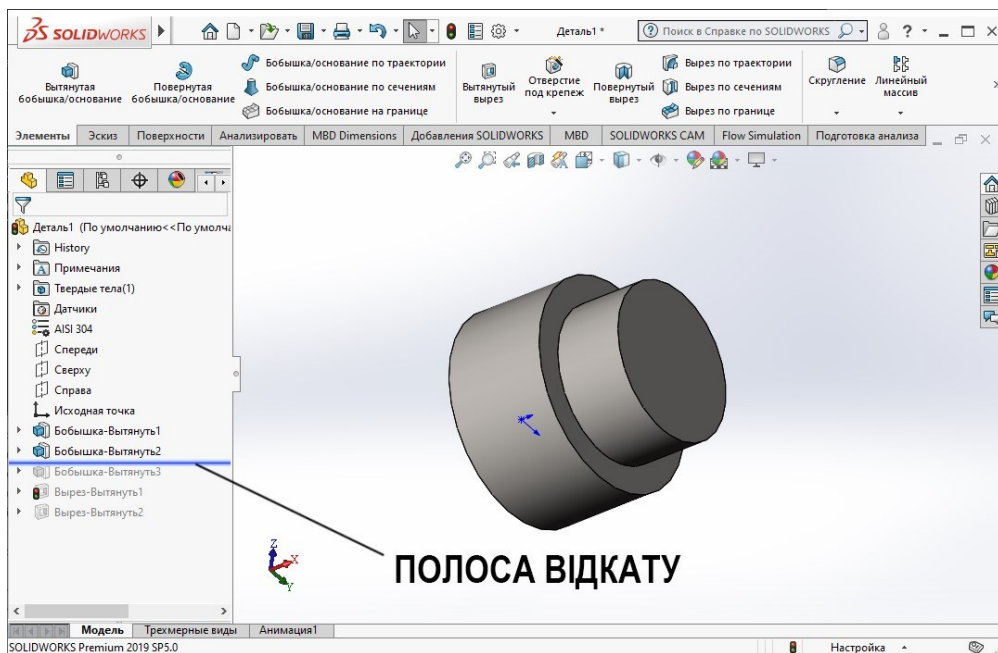 SOLIDWORKS
Деталь1 *
Поиск в Справке по SOLIDWORKS
Вытянутая бобышка/основание
Повернутая бобышка/основание
Бобышка/основание по траектории
Бобышка/основание по сечениям
Бобышка/основание на границе
Вытянутый вырез
Отверстие под крепеж
Повернутый вырез
Вырез по траектории
Вырез по сечениям
Вырез по границе
Скругление
Линейный массив
Элементы Эскиз Поверхности Анализировать MBD Dimensions Добавления SOLIDWORKS MBD SOLIDWORKS CAM Flow Simulation Подготовка анализа
Деталь1 (По умолчанию<<По умолча
History
Примечания
Твердые тела(1)
Датчики
AISI 304
Спереди
Сверху
Справа
Исходная точка
Бобышка-Вытянуть1
Бобышка-Вытянуть2
Бобышка-Вытянуть3
Вырез-Вытянуть1
Вырез-Вытянуть2
Z
X
Y
ПОЛОСА ВІДКАТУ
Модель Трехмерные виды Анимация1
SOLIDWORKS Premium 2019 SP5.0
Настройка